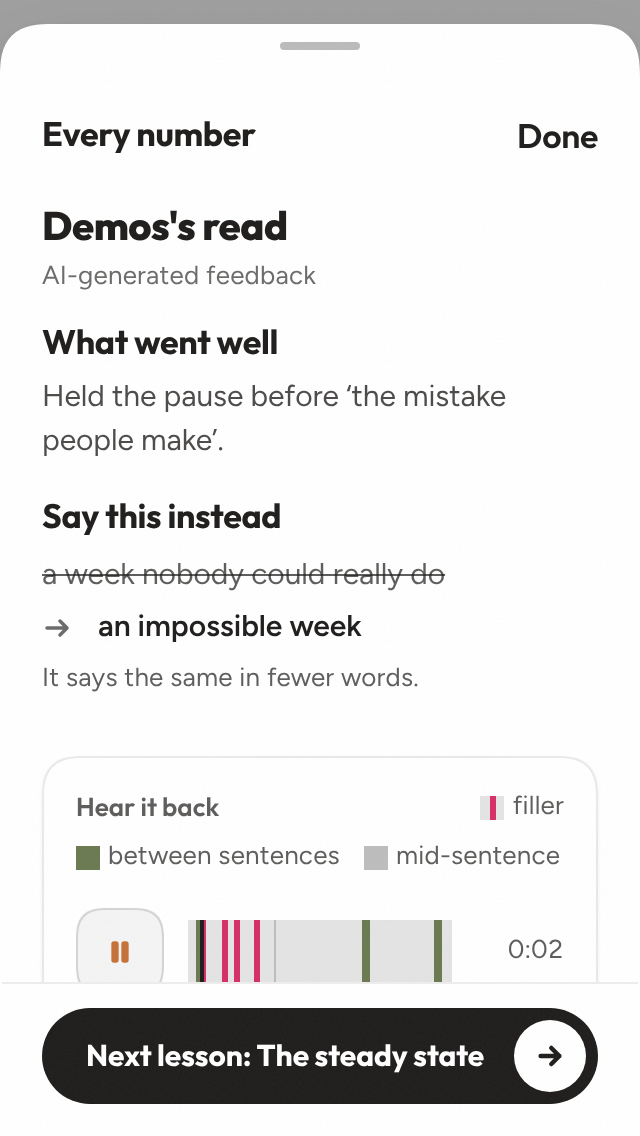 Every number
Done
Demos's read
AI-generated feedback
What went well
Held the pause before ‘the mistake
people make’.
Say this instead
a week nobody could really do
→ an impossible week
It says the same in fewer words.
Hear it back
filler
between sentences
mid-sentence
0:02
Next lesson: The steady state